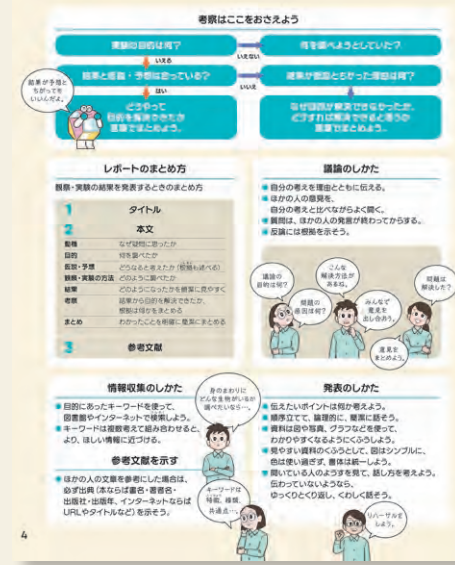 考察はここをおさえよう
実験の目的は何？
いえる
いえない
何を調べようとしていた？
結果と仮説・予想は合っている？
はい
いいえ
結果が仮説とちがった理由は何？
結果が予想と
ちがっても
いいんだよ。
どうやって
目的を解決できたか
言葉でまとめよう。
なぜ目的が解決できなかったか、
どうすれば解決できると思うか
言葉でまとめよう。
レポートのまとめ方
観察・実験の結果を発表するときのまとめ方
1 タイトル
2 本文
動機 なぜ疑問に思ったか
目的 何を調べたか
仮説・予想 どうなると考えたか（根拠も述べる）
観察・実験の方法 どのように調べたか
結果 どのようになったかを簡潔に見やすく
考察 結果から目的を解決できたか、
根拠は何かをまとめる
まとめ わかったことを明確に簡潔にまとめる
3 参考文献
議論のしかた
自分の考えを理由とともに伝える。
ほかの人の意見を、
自分の考えと比べながらよく聞く。
質問は、ほかの人の発言が終わってからする。
反論には根拠を示そう。
議論の
目的は何？
問題の
原因は何？
こんな
解決方法が
あるね。
みんなで
意見を
出し合おう。
問題は
解決した？
意見を
まとめよう。
情報収集のしかた
目的にあったキーワードを使って、
図書館やインターネットで検索しよう。
キーワードは複数考えて組み合わせると、
より、ほしい情報に近づける。
身のまわりに
どんな生物がいるか
調べたいなら…。
参考文献を示す
ほかの人の文章を参考にした場合は、
必ず出典（本ならば書名・著者名・
出版社・出版年、インターネットならば
URLやタイトルなど）を示そう。
キーワードは
特徴、種類、
共通点…。
発表のしかた
伝えたいポイントは何か考えよう。
順序立てて、論理的に、簡潔に話そう。
資料は図や写真、グラフなどを使って、
わかりやすくなるようにくふうしよう。
見やすい資料のくふうとして、図はシンプルに、
色は使い過ぎず、書体は統一しよう。
聞いている人のようすを見て、話し方を考えよう。
伝わっていないようなら、
ゆっくりとくり返し、くわしく話そう。
リハーサルを
しよう。
4